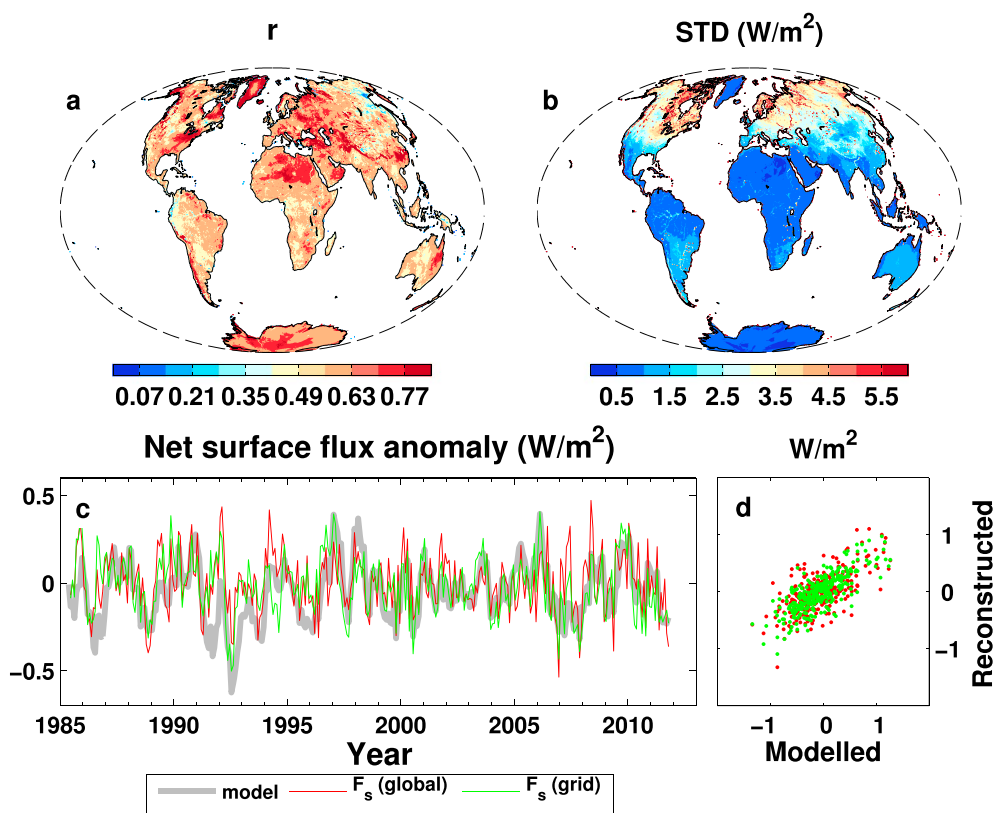 r
STD (W/m²)
a
b
0.07 0.21 0.35 0.49 0.63 0.77
0.5 1.5 2.5 3.5 4.5 5.5
Net surface flux anomaly (W/m²)
W/m²
c
d
0.5
0
−0.5
1985 1990 1995 2000 2005 2010
Year
1
0
−1
Reconstructed
−1 0 1
Modelled
model Fₛ (global) Fₛ (grid)